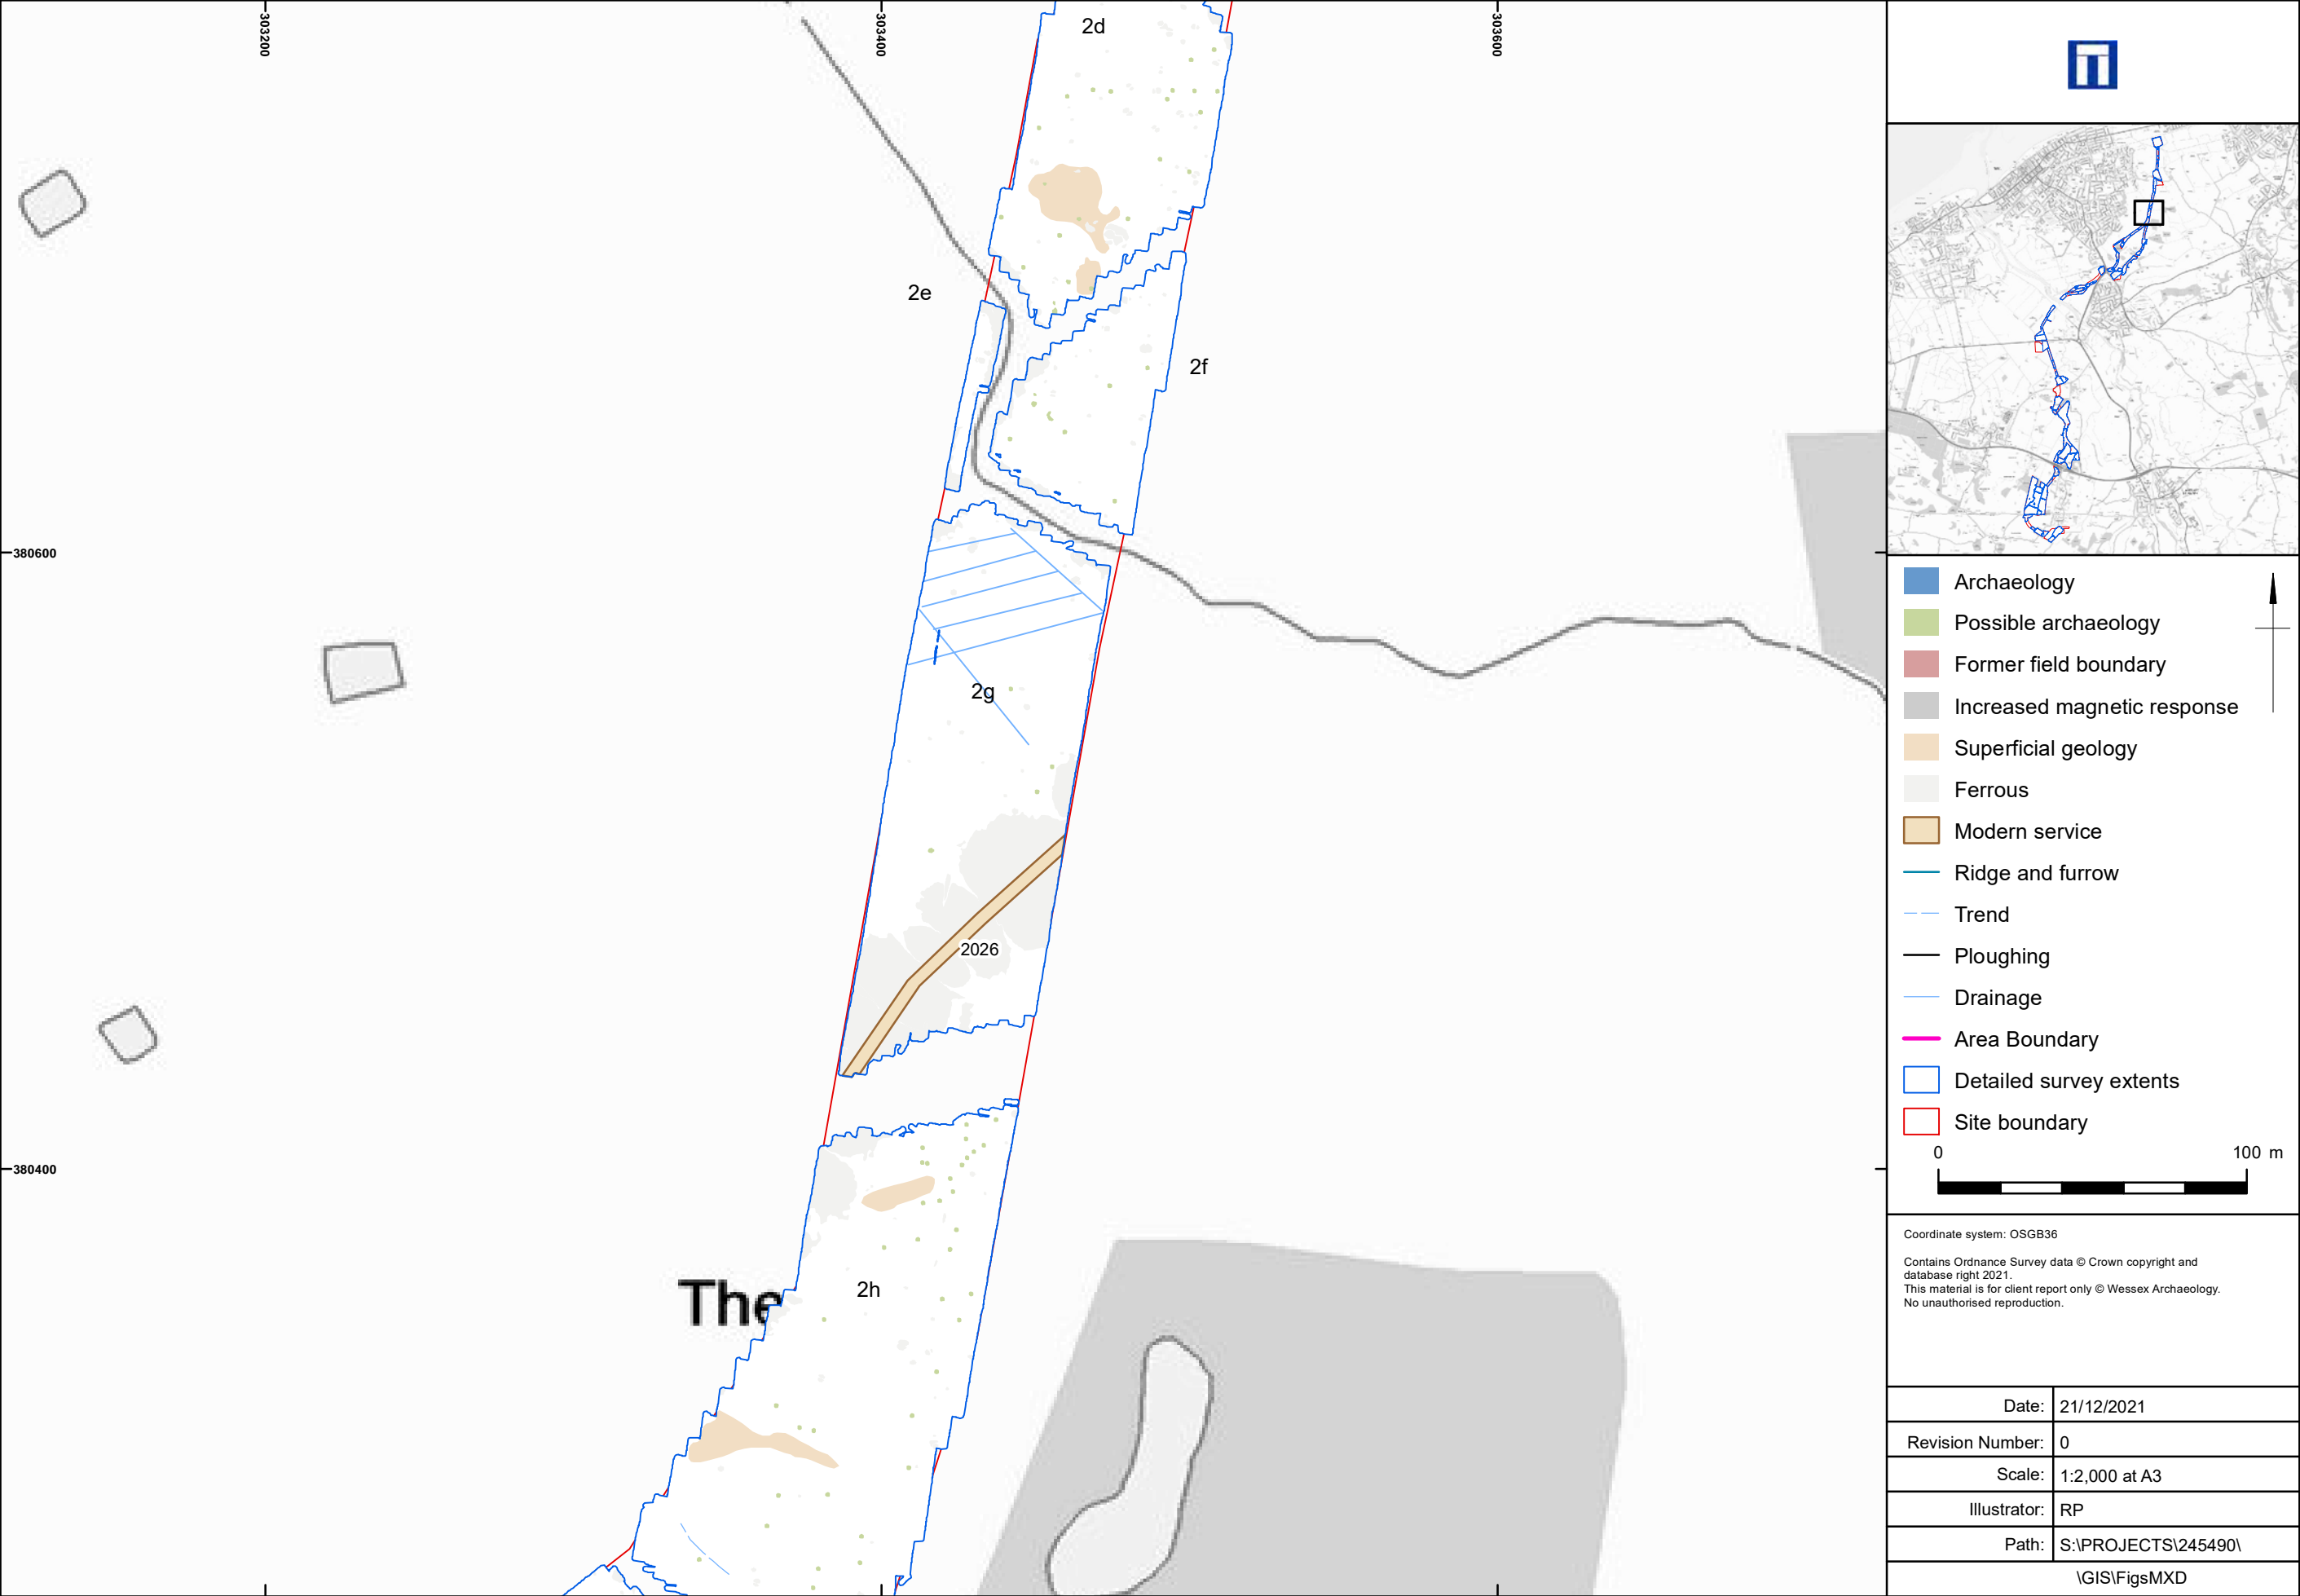 303200
303400
303600
2d
2e
2f
380600
2g
2026
380400
2h
The
Archaeology
Possible archaeology
Former field boundary
Increased magnetic response
Superficial geology
Ferrous
Modern service
Ridge and furrow
Trend
Ploughing
Drainage
Area Boundary
Detailed survey extents
Site boundary
0 100 m
Coordinate system: OSGB36
Contains Ordnance Survey data © Crown copyright and
database right 2021.
This material is for client report only © Wessex Archaeology.
No unauthorised reproduction.
Date: 21/12/2021
Revision Number: 0
Scale: 1:2,000 at A3
Illustrator: RP
Path: S:\PROJECTS\245490\
\GIS\FigsMXD